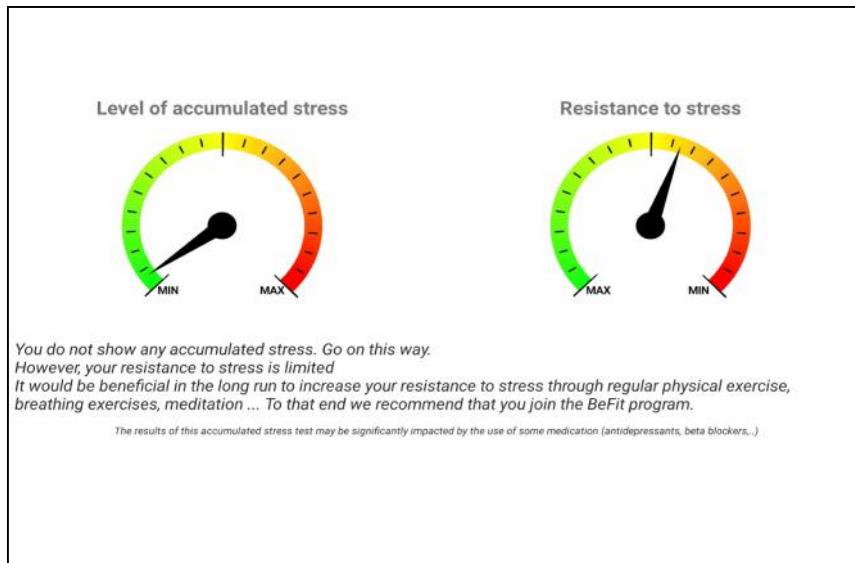 Level of accumulated stress
Resistance to stress
MIN
MAX
MAX
MIN
You do not show any accumulated stress. Go on this way.
However, your resistance to stress is limited
It would be beneficial in the long run to increase your resistance to stress through regular physical exercise,
breathing exercises, meditation ... To that end we recommend that you join the BeFit program.
The results of this accumulated stress test may be significantly impacted by the use of some medication (antidepressants, beta blockers,..)